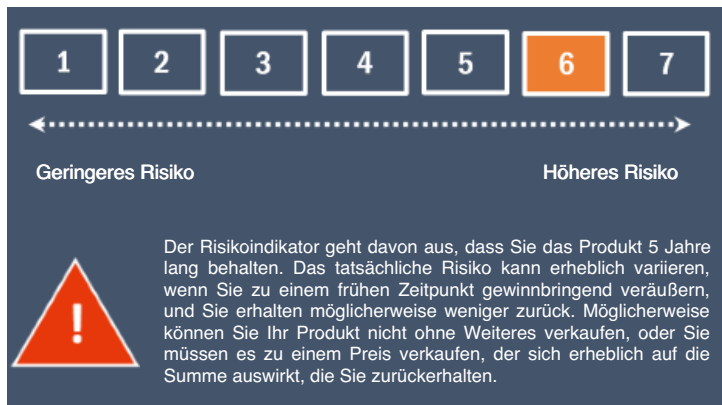 1 2 3 4 5 6 7
Geringeres Risiko Höheres Risiko
!
Der Risikoindikator geht davon aus, dass Sie das Produkt 5 Jahre
lang behalten. Das tatsächliche Risiko kann erheblich variieren,
wenn Sie zu einem frühen Zeitpunkt gewinnbringend veräußern,
und Sie erhalten möglicherweise weniger zurück. Möglicherweise
können Sie Ihr Produkt nicht ohne Weiteres verkaufen, oder Sie
müssen es zu einem Preis verkaufen, der sich erheblich auf die
Summe auswirkt, die Sie zurückerhalten.